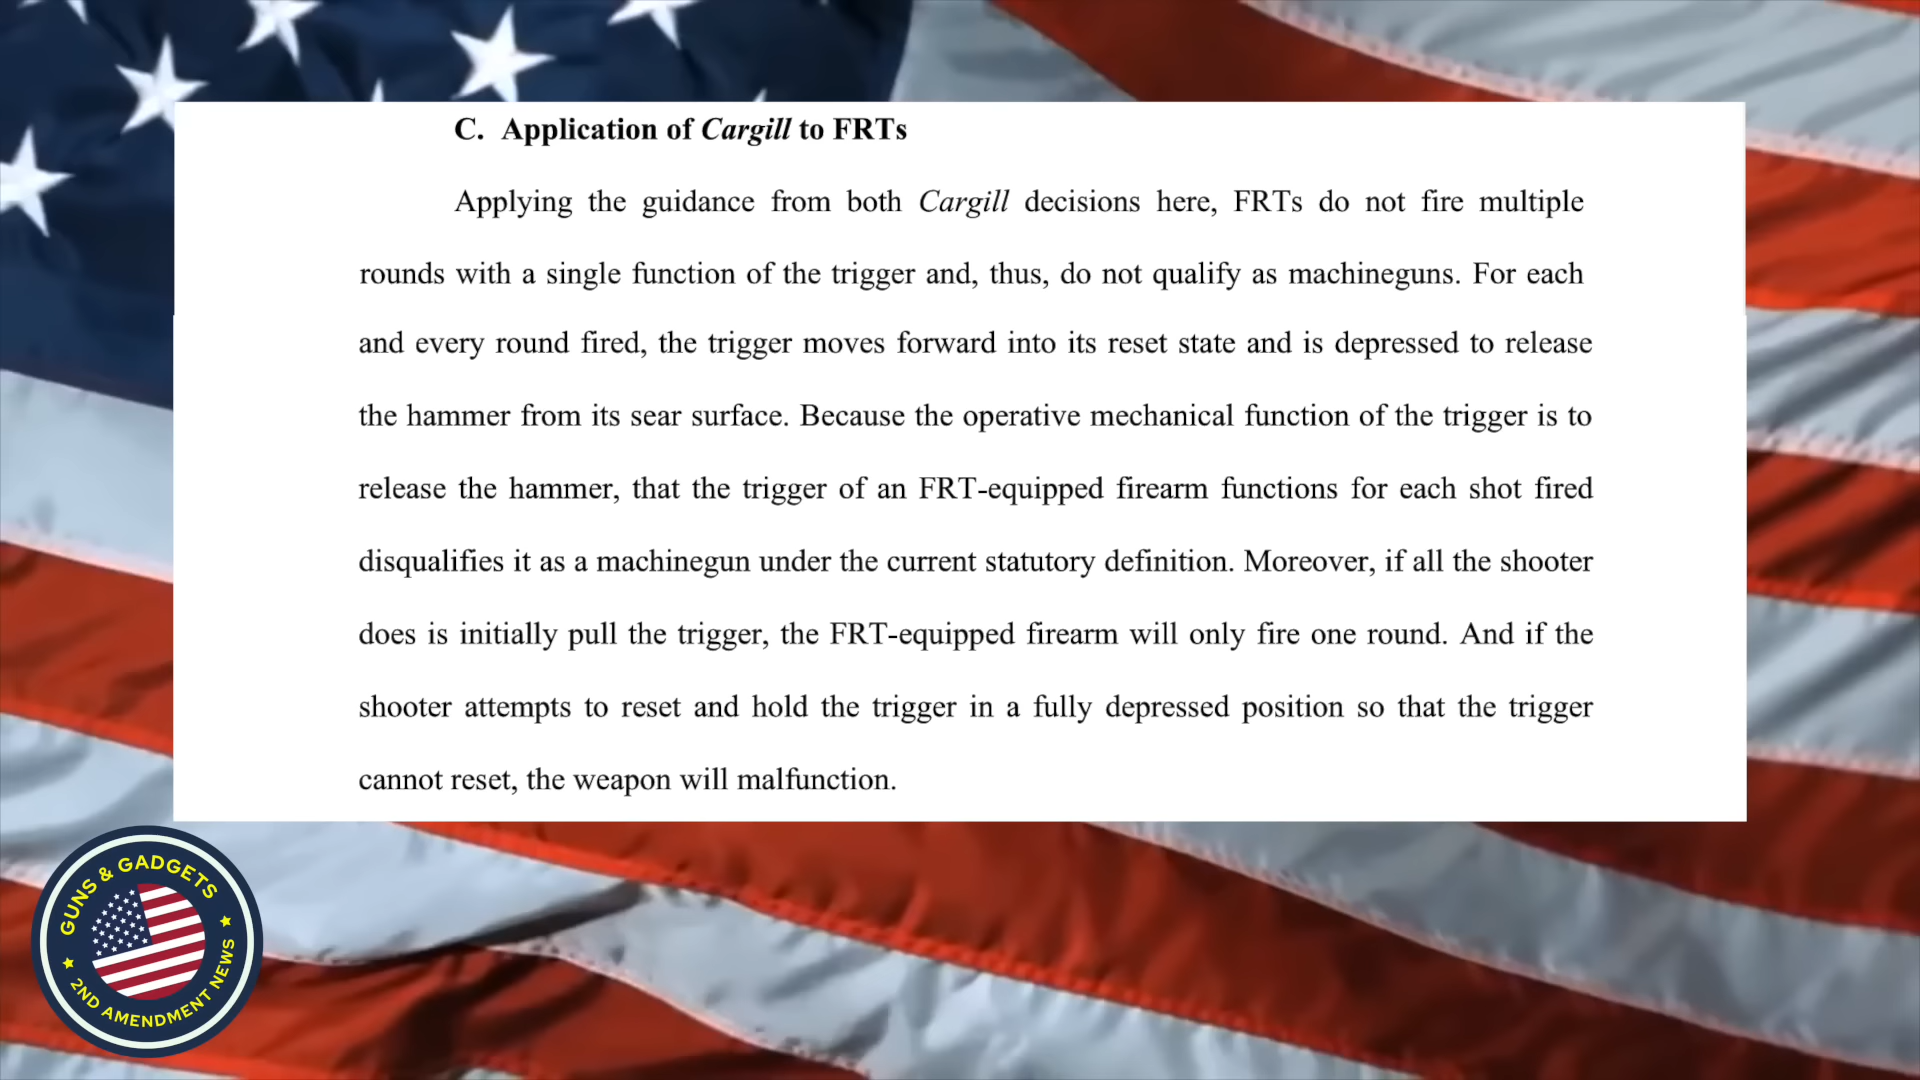 C. Application of Cargill to FRTs
Applying the guidance from both Cargill decisions here, FRTs do not fire multiple
rounds with a single function of the trigger and, thus, do not qualify as machineguns. For each
and every round fired, the trigger moves forward into its reset state and is depressed to release
the hammer from its sear surface. Because the operative mechanical function of the trigger is to
release the hammer, that the trigger of an FRT-equipped firearm functions for each shot fired
disqualifies it as a machinegun under the current statutory definition. Moreover, if all the shooter
does is initially pull the trigger, the FRT-equipped firearm will only fire one round. And if the
shooter attempts to reset and hold the trigger in a fully depressed position so that the trigger
cannot reset, the weapon will malfunction.
GUNS & GADGETS
2ND AMENDMENT NEWS